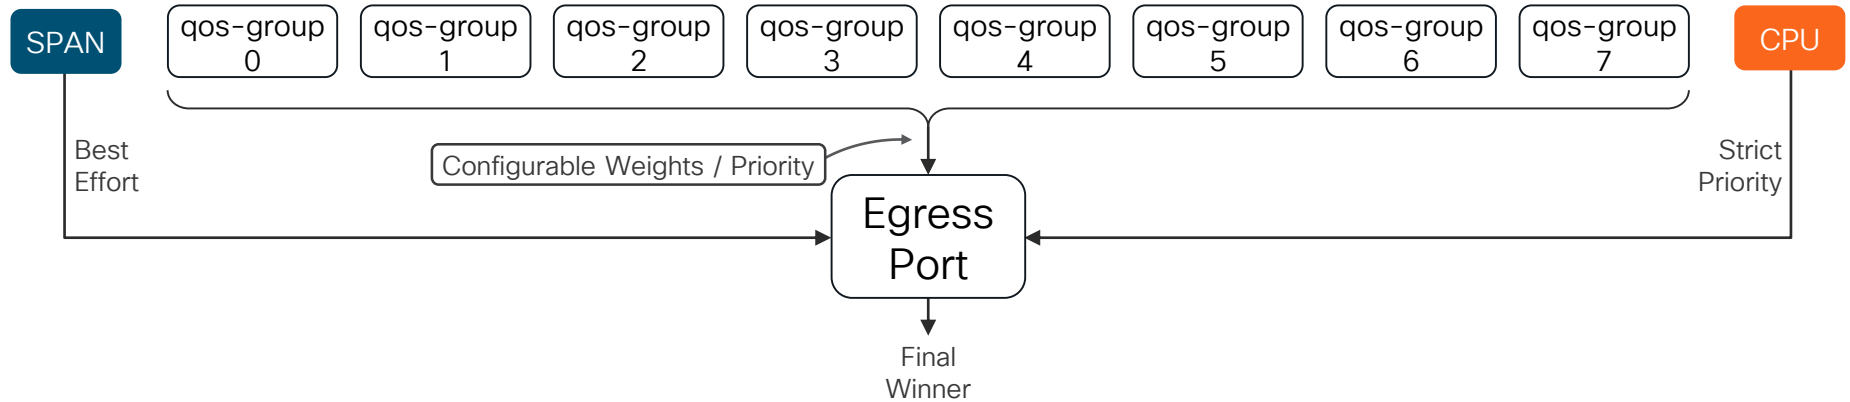 SPAN
qos-group
0
qos-group
1
qos-group
2
qos-group
3
qos-group
4
qos-group
5
qos-group
6
qos-group
7
CPU
Best
Effort
Configurable Weights / Priority
Strict
Priority
Egress
Port
Final
Winner